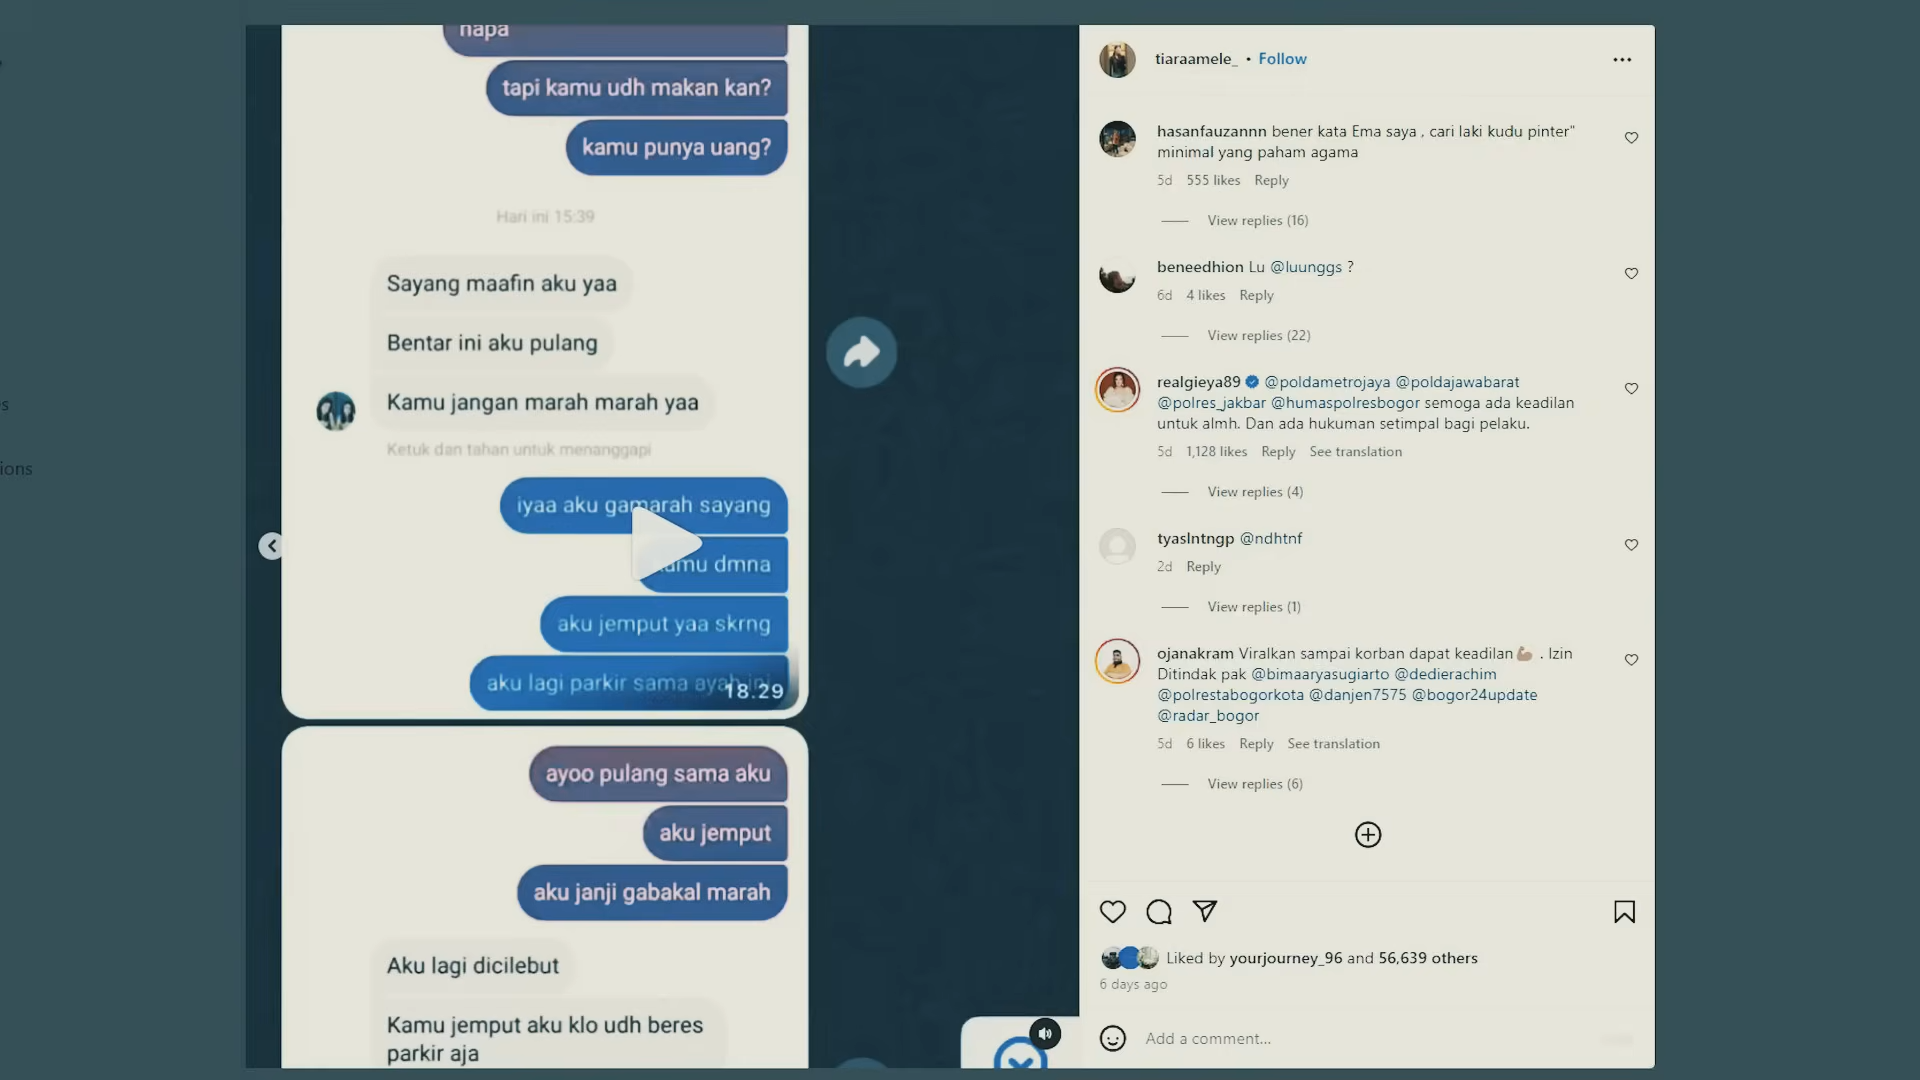 napa
tapi kamu udh makan kan?
kamu punya uang?
Hari ini 15:39
Sayang maafin aku yaa
Bentar ini aku pulang
Kamu jangan marah marah yaa
Ketuk dan tahan untuk menanggapi
iyaa aku gamarah sayang
dmna
aku jemput yaa skrng
aku lagi parkir sama ayah ini
18.29
ayoo pulang sama aku
aku jemput
aku janji gabakal marah
Aku lagi dicilebut
Kamu jemput aku klo udh beres
parkir aja
s
ions
tiaraamele_ • Follow
hasanfauzannn bener kata Ema saya , cari laki kudu pinter"
minimal yang paham agama
5d 555 likes Reply
View replies (16)
beneedhion Lu @luunggs ?
6d 4 likes Reply
View replies (22)
realgieya89 @poldametrojaya @poldajawabarat
@polres_jakbar @humaspolresbogor semoga ada keadilan
untuk almh. Dan ada hukuman setimpal bagi pelaku.
5d 1,128 likes Reply See translation
View replies (4)
tyaslntngp @ndhtnf
2d Reply
View replies (1)
ojanakram Viralkan sampai korban dapat keadilan💪🏽 . Izin
Ditindak pak @bimaaryasugiarto @dedierachim
@polrestabogorkota @danjen7575 @bogor24update
@radar_bogor
5d 6 likes Reply See translation
View replies (6)
Liked by yourjourney_96 and 56,639 others
6 days ago
Add a comment...